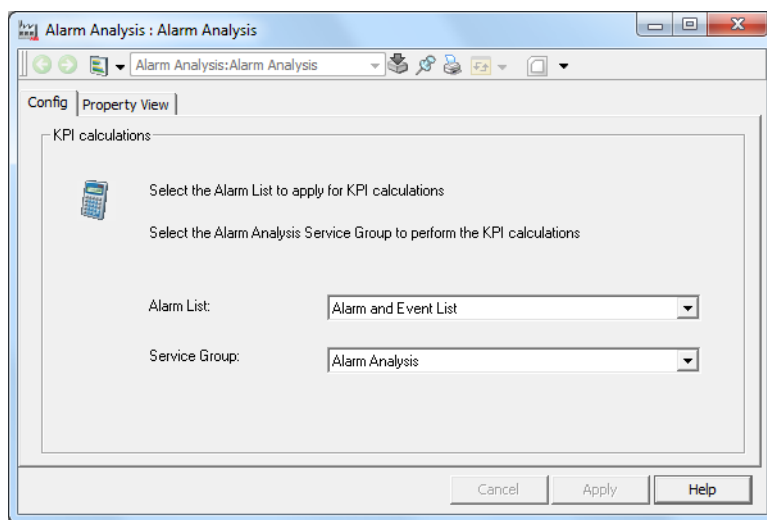 Alarm Analysis : Alarm Analysis
Alarm Analysis:Alarm Analysis
Config Property View
KPI calculations
Select the Alarm List to apply for KPI calculations
Select the Alarm Analysis Service Group to perform the KPI calculations
Alarm List: Alarm and Event List
Service Group: Alarm Analysis
Cancel Apply Help